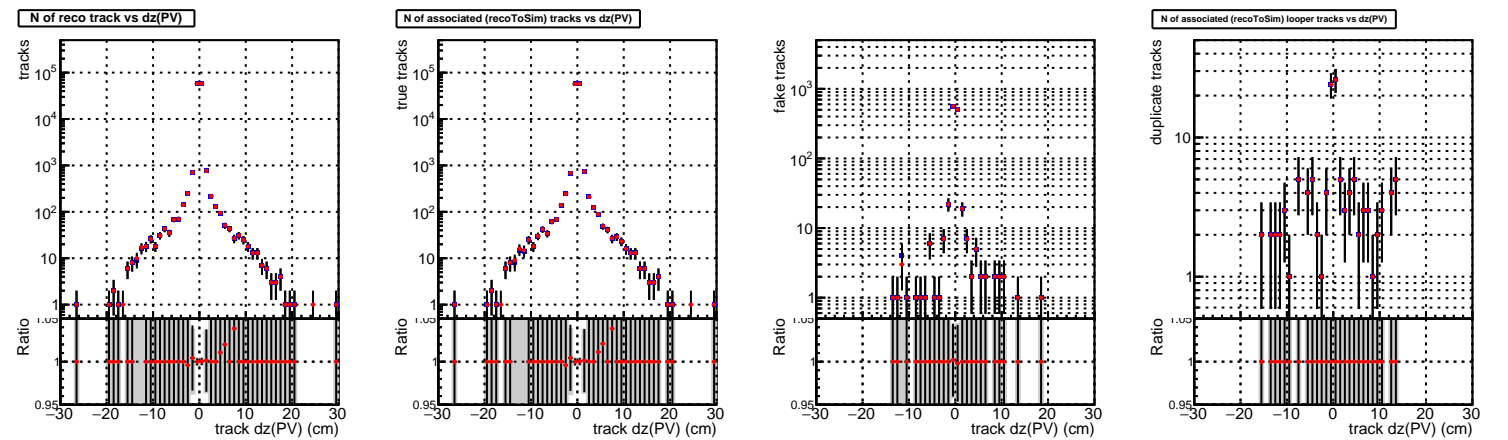 N of reco track vs dz(PV)
tracks
10^5
10^4
10^3
10^2
10
1
Ratio
1.05
1
0.95
−30 −20 −10 0 10 20 30
track dz(PV) (cm)
N of associated (recoToSim) tracks vs dz(PV)
true tracks
10^5
10^4
10^3
10^2
10
1
Ratio
1.05
1
0.95
−30 −20 −10 0 10 20 30
track dz(PV) (cm)
fake tracks
10^3
10^2
10
1
Ratio
1.05
1
0.95
−30 −20 −10 0 10 20 30
track dz(PV) (cm)
N of associated (recoToSim) looper tracks vs dz(PV)
duplicate tracks
10
1
Ratio
1.05
1
0.95
−30 −20 −10 0 10 20 30
track dz(PV) (cm)